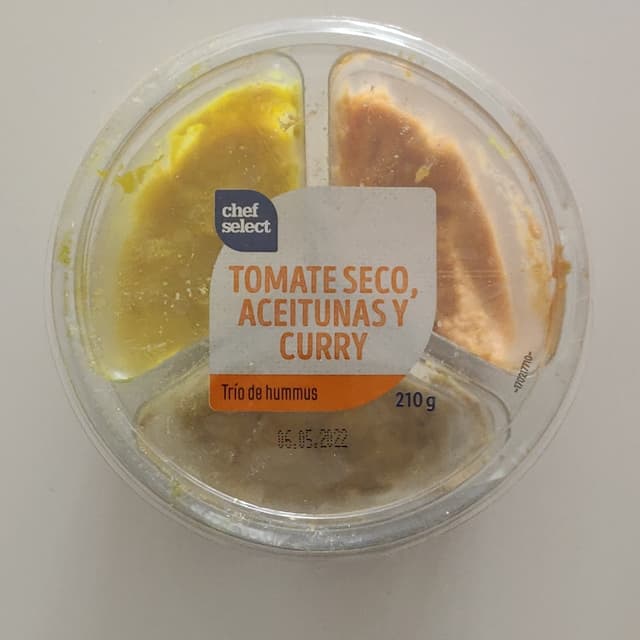 chef
select
TOMATE SECO,
ACEITUNAS Y
CURRY
Trío de hummus
210 g
06.05.2022